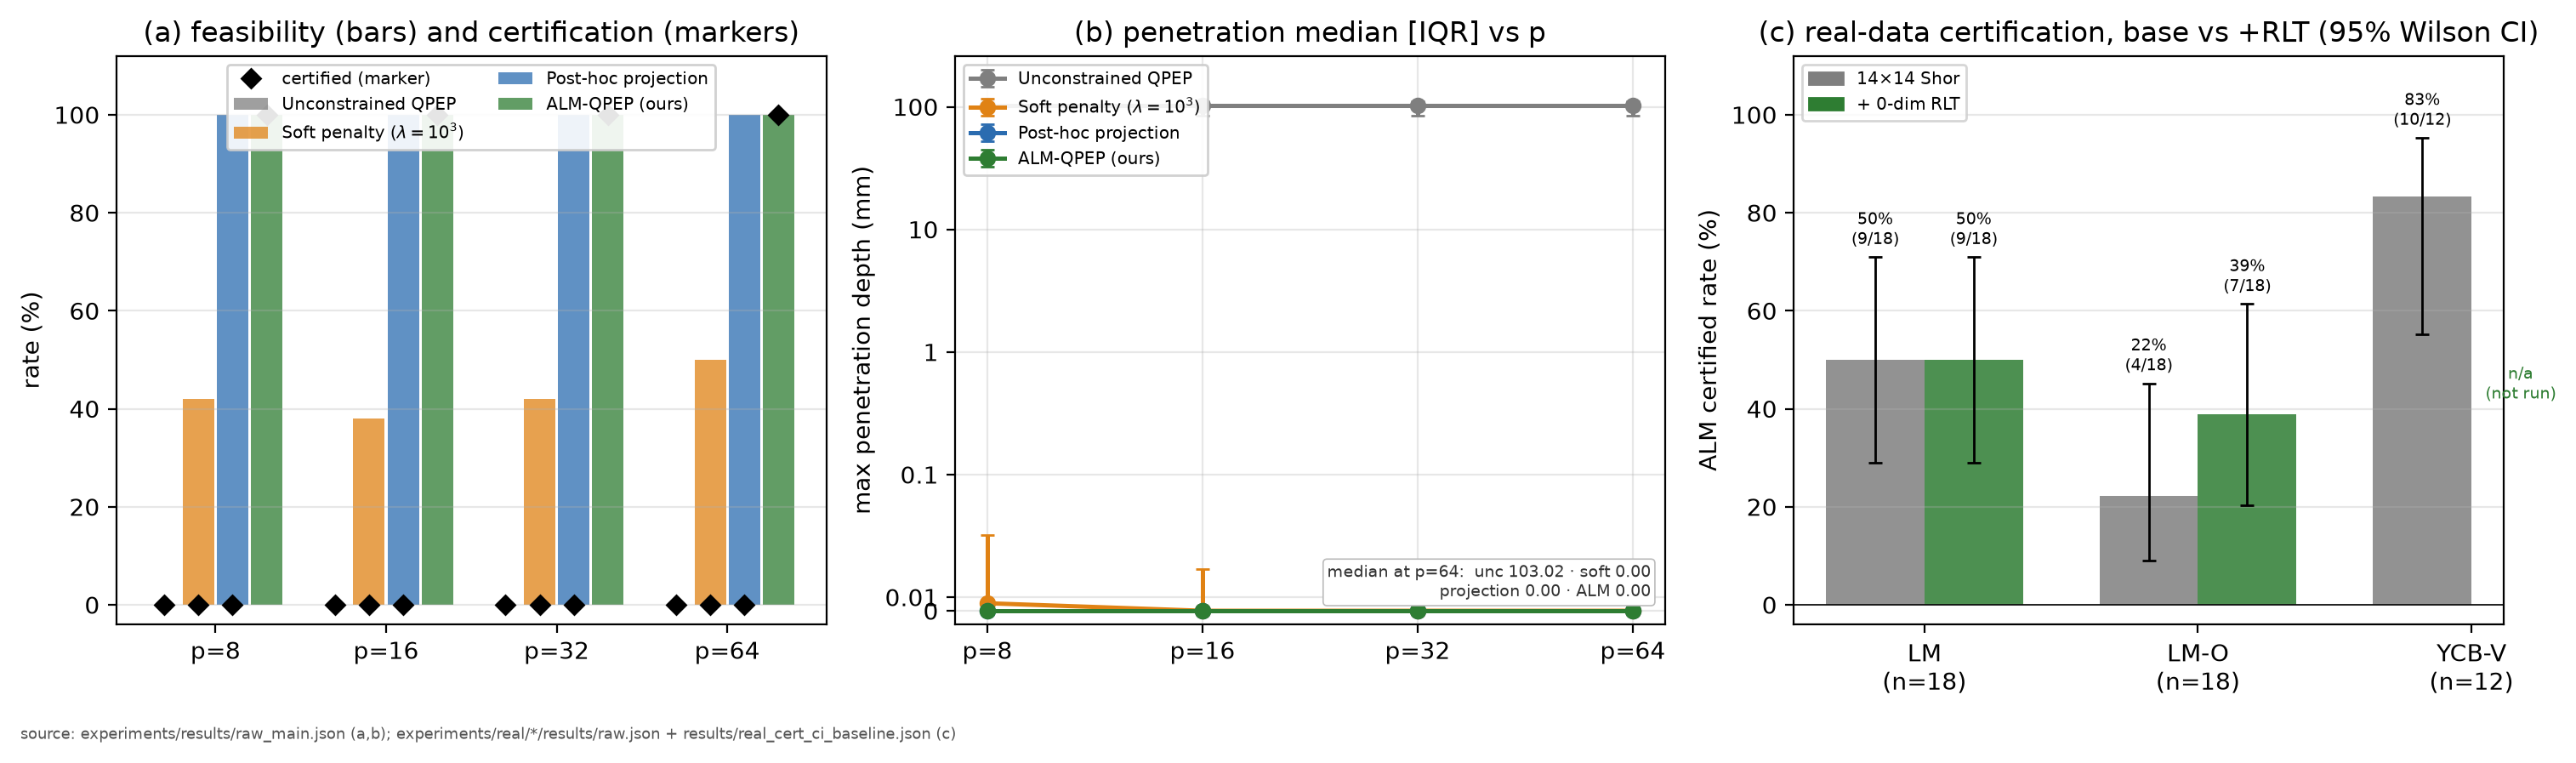 (a) feasibility (bars) and certification (markers)
certified (marker)
Unconstrained QPEP
Soft penalty (λ = 10³)
Post-hoc projection
ALM-QPEP (ours)
rate (%)
100
80
60
40
20
0
p=8
p=16
p=32
p=64
(b) penetration median [IQR] vs p
Unconstrained QPEP
Soft penalty (λ = 10³)
Post-hoc projection
ALM-QPEP (ours)
max penetration depth (mm)
100
10
1
0.1
0.01
0
median at p=64:  unc 103.02 · soft 0.00
projection 0.00 · ALM 0.00
p=8
p=16
p=32
p=64
(c) real-data certification, base vs +RLT (95% Wilson CI)
14×14 Shor
+ 0-dim RLT
ALM certified rate (%)
100
80
60
40
20
0
50%
(9/18)
50%
(9/18)
22%
(4/18)
39%
(7/18)
83%
(10/12)
n/a
(not run)
LM
(n=18)
LM-O
(n=18)
YCB-V
(n=12)
source: experiments/results/raw_main.json (a,b); experiments/real/*/results/raw.json + results/real_cert_ci_baseline.json (c)